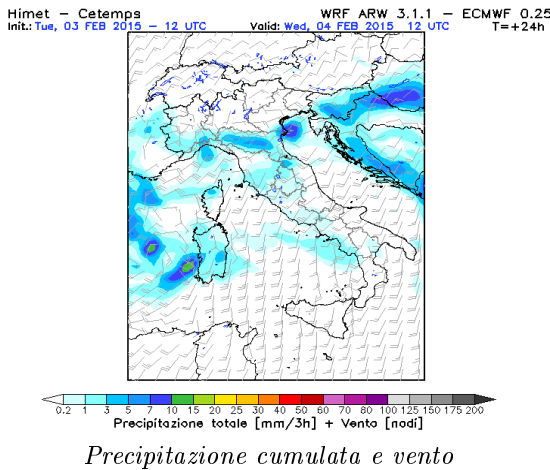 Himet – Cetemps WRF ARW 3.1.1 – ECMWF 0.25
Init.: Tue, 03 FEB 2015 – 12 UTC Valid: Wed, 04 FEB 2015 12 UTC T=+24h
0.2 1 3 5 7 10 15 20 25 30 40 50 60 70 80 100 125 150 175 200
Precipitazione totale [mm/3h] + Vento [nodi]
Precipitazione cumulata e vento